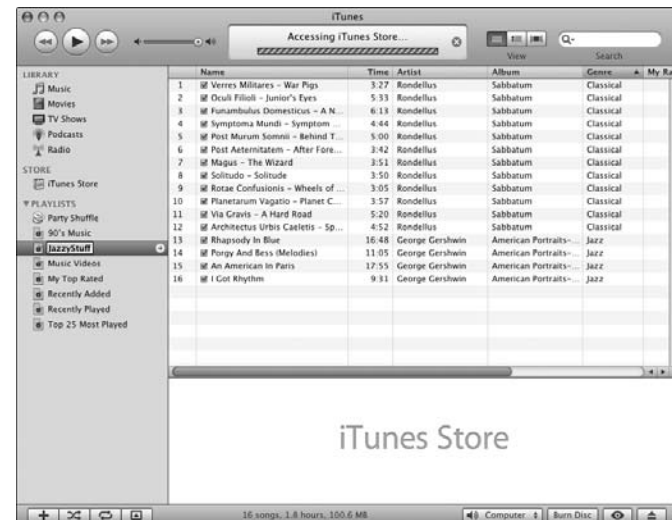 iTunes
Accessing iTunes Store...
Q-
View
Search
LIBRARY
Music
Movies
TV Shows
Podcasts
Radio
STORE
iTunes Store
PLAYLISTS
Party Shuffle
90's Music
JazzyStuff
Music Videos
My Top Rated
Recently Added
Recently Played
Top 25 Most Played
Name Time Artist Album Genre My Ra
1 Verres Militares – War Pigs 3:27 Rondellus Sabbatum Classical
2 Oculi Filioli – Junior's Eyes 5:33 Rondellus Sabbatum Classical
3 Funambulus Domesticus – A N... 6:13 Rondellus Sabbatum Classical
4 Symptoma Mundi – Symptom ... 4:44 Rondellus Sabbatum Classical
5 Post Murum Somnii – Behind T... 5:00 Rondellus Sabbatum Classical
6 Post Aeternitatem – After Fore... 3:42 Rondellus Sabbatum Classical
7 Magus – The Wizard 3:51 Rondellus Sabbatum Classical
8 Solitudo – Solitude 3:50 Rondellus Sabbatum Classical
9 Rotae Confusionis – Wheels of ... 3:05 Rondellus Sabbatum Classical
10 Planetarum Vagatio – Planet C... 3:57 Rondellus Sabbatum Classical
11 Via Gravis – A Hard Road 5:20 Rondellus Sabbatum Classical
12 Architectus Urbis Caeletis – Sp... 4:52 Rondellus Sabbatum Classical
13 Rhapsody In Blue 16:48 George Gershwin American Portraits–... Jazz
14 Porgy And Bess (Melodies) 11:05 George Gershwin American Portraits–... Jazz
15 An American In Paris 17:55 George Gershwin American Portraits–... Jazz
16 I Got Rhythm 9:31 George Gershwin American Portraits–... Jazz
iTunes Store
16 songs, 1.8 hours, 100.6 MB
Computer
Burn Disc